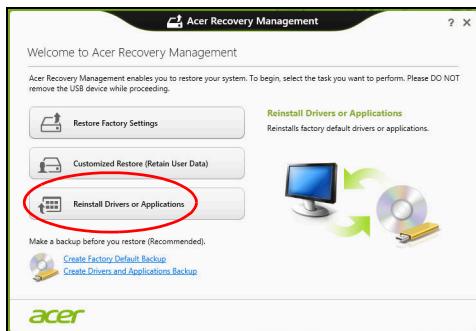 Acer Recovery Management
? X
Welcome to Acer Recovery Management
Acer Recovery Management enables you to restore your system. To begin, select the task you want to perform. Please DO NOT
remove the USB device while proceeding.
Restore Factory Settings
Customized Restore (Retain User Data)
Reinstall Drivers or Applications
Reinstall Drivers or Applications
Reinstalls factory default drivers or applications.
Make a backup before you restore (Recommended).
Create Factory Default Backup
Create Drivers and Applications Backup
acer